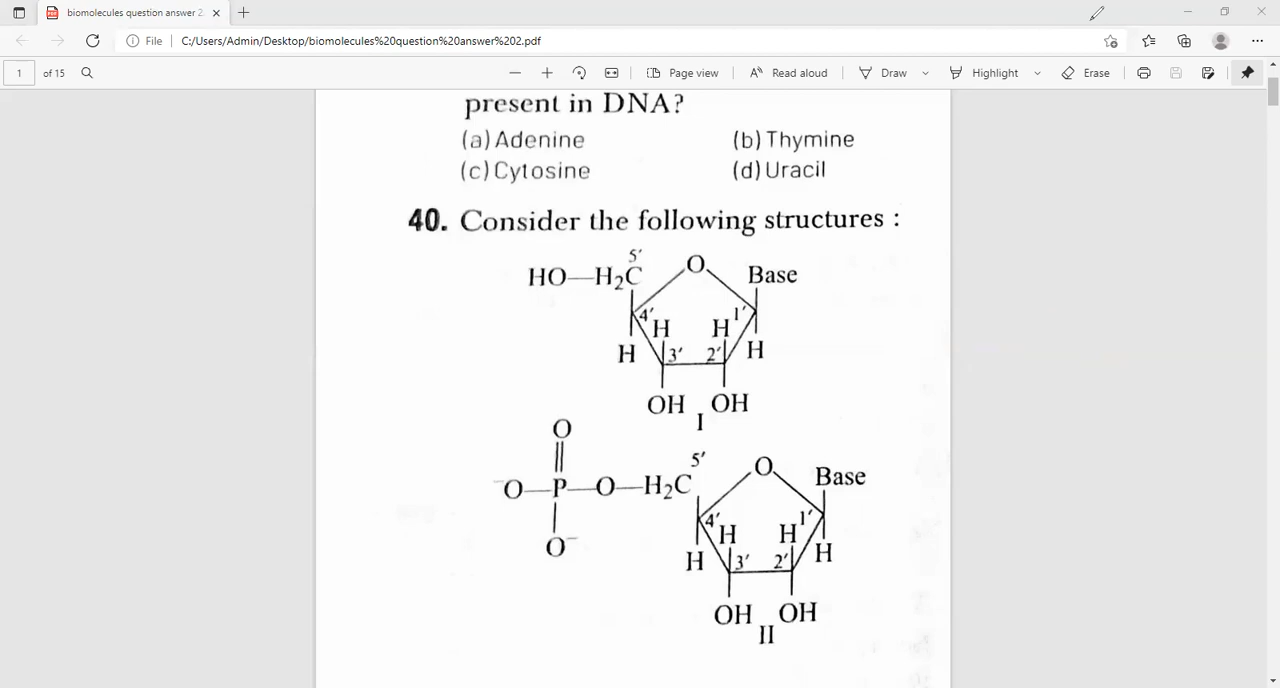 biomolecules question answer 2.
File
C:/Users/Admin/Desktop/biomolecules%20question%20answer%202.pdf
1 of 15
Page view
Read aloud
Draw
Highlight
Erase
present in DNA?
(a) Adenine (b) Thymine
(c) Cytosine (d) Uracil
40. Consider the following structures :
5′
HO—H₂C O Base
4′ H H 1′
H 3′ 2′ H
OH OH
I
O
5′
⁻O—P—O—H₂C O Base
4′ H H 1′
O⁻ H 3′ 2′ H
OH OH
II